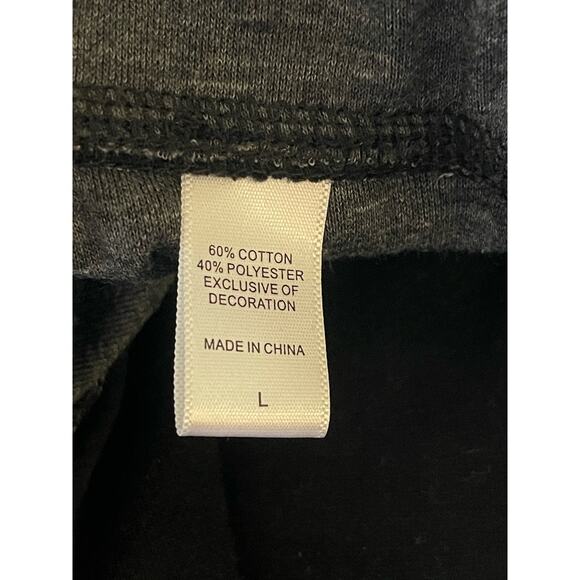 60% COTTON
40% POLYESTER
EXCLUSIVE OF
DECORATION
MADE IN CHINA
L